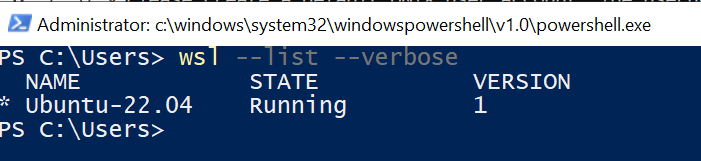 Administrator: c:\windows\system32\windowspowershell\v1.0\powershell.exe
PS C:\Users> wsl --list --verbose
  NAME            STATE           VERSION
* Ubuntu-22.04    Running         1
PS C:\Users>